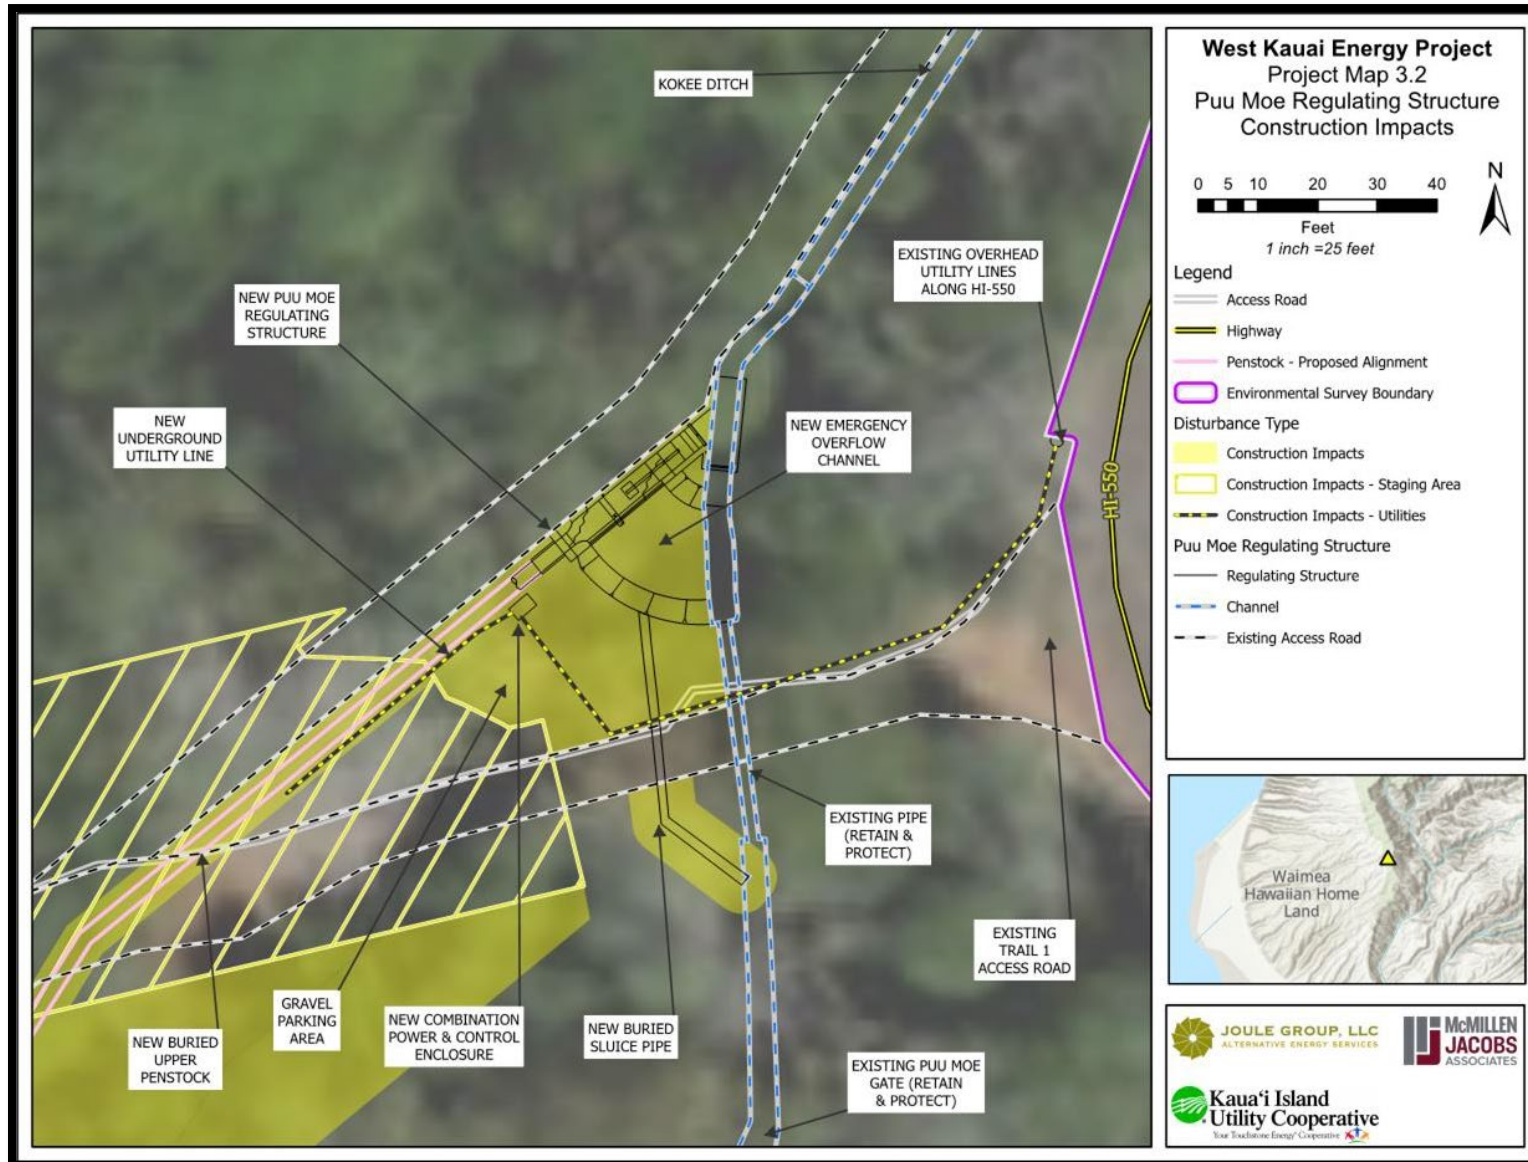 KOKEE DITCH
EXISTING OVERHEAD
UTILITY LINES
ALONG HI-550
NEW PUU MOE
REGULATING
STRUCTURE
NEW
UNDERGROUND
UTILITY LINE
NEW EMERGENCY
OVERFLOW
CHANNEL
HI-550
EXISTING PIPE
(RETAIN &
PROTECT)
EXISTING
TRAIL 1
ACCESS ROAD
GRAVEL
PARKING
AREA
NEW COMBINATION
POWER & CONTROL
ENCLOSURE
NEW BURIED
SLUICE PIPE
NEW BURIED
UPPER
PENSTOCK
EXISTING PUU MOE
GATE (RETAIN
& PROTECT)
West Kauai Energy Project
Project Map 3.2
Puu Moe Regulating Structure
Construction Impacts
N
0 5 10 20 30 40
Feet
1 inch =25 feet
Legend
Access Road
Highway
Penstock - Proposed Alignment
Environmental Survey Boundary
Disturbance Type
Construction Impacts
Construction Impacts - Staging Area
Construction Impacts - Utilities
Puu Moe Regulating Structure
Regulating Structure
Channel
Existing Access Road
Waimea
Hawaiian Home
Land
JOULE GROUP, LLC
ALTERNATIVE ENERGY SERVICES
McMILLEN
JACOBS
ASSOCIATES
Kauaʻi Island
Utility Cooperative
Your Touchstone Energy® Cooperative